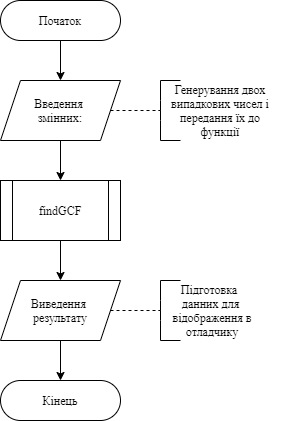 Початок
Введення
змінних:
Генерування двох
випадкових чисел і
передання їх до
функції
findGCF
Виведення
результату
Підготовка
данних для
відображення в
отладчику
Кінець